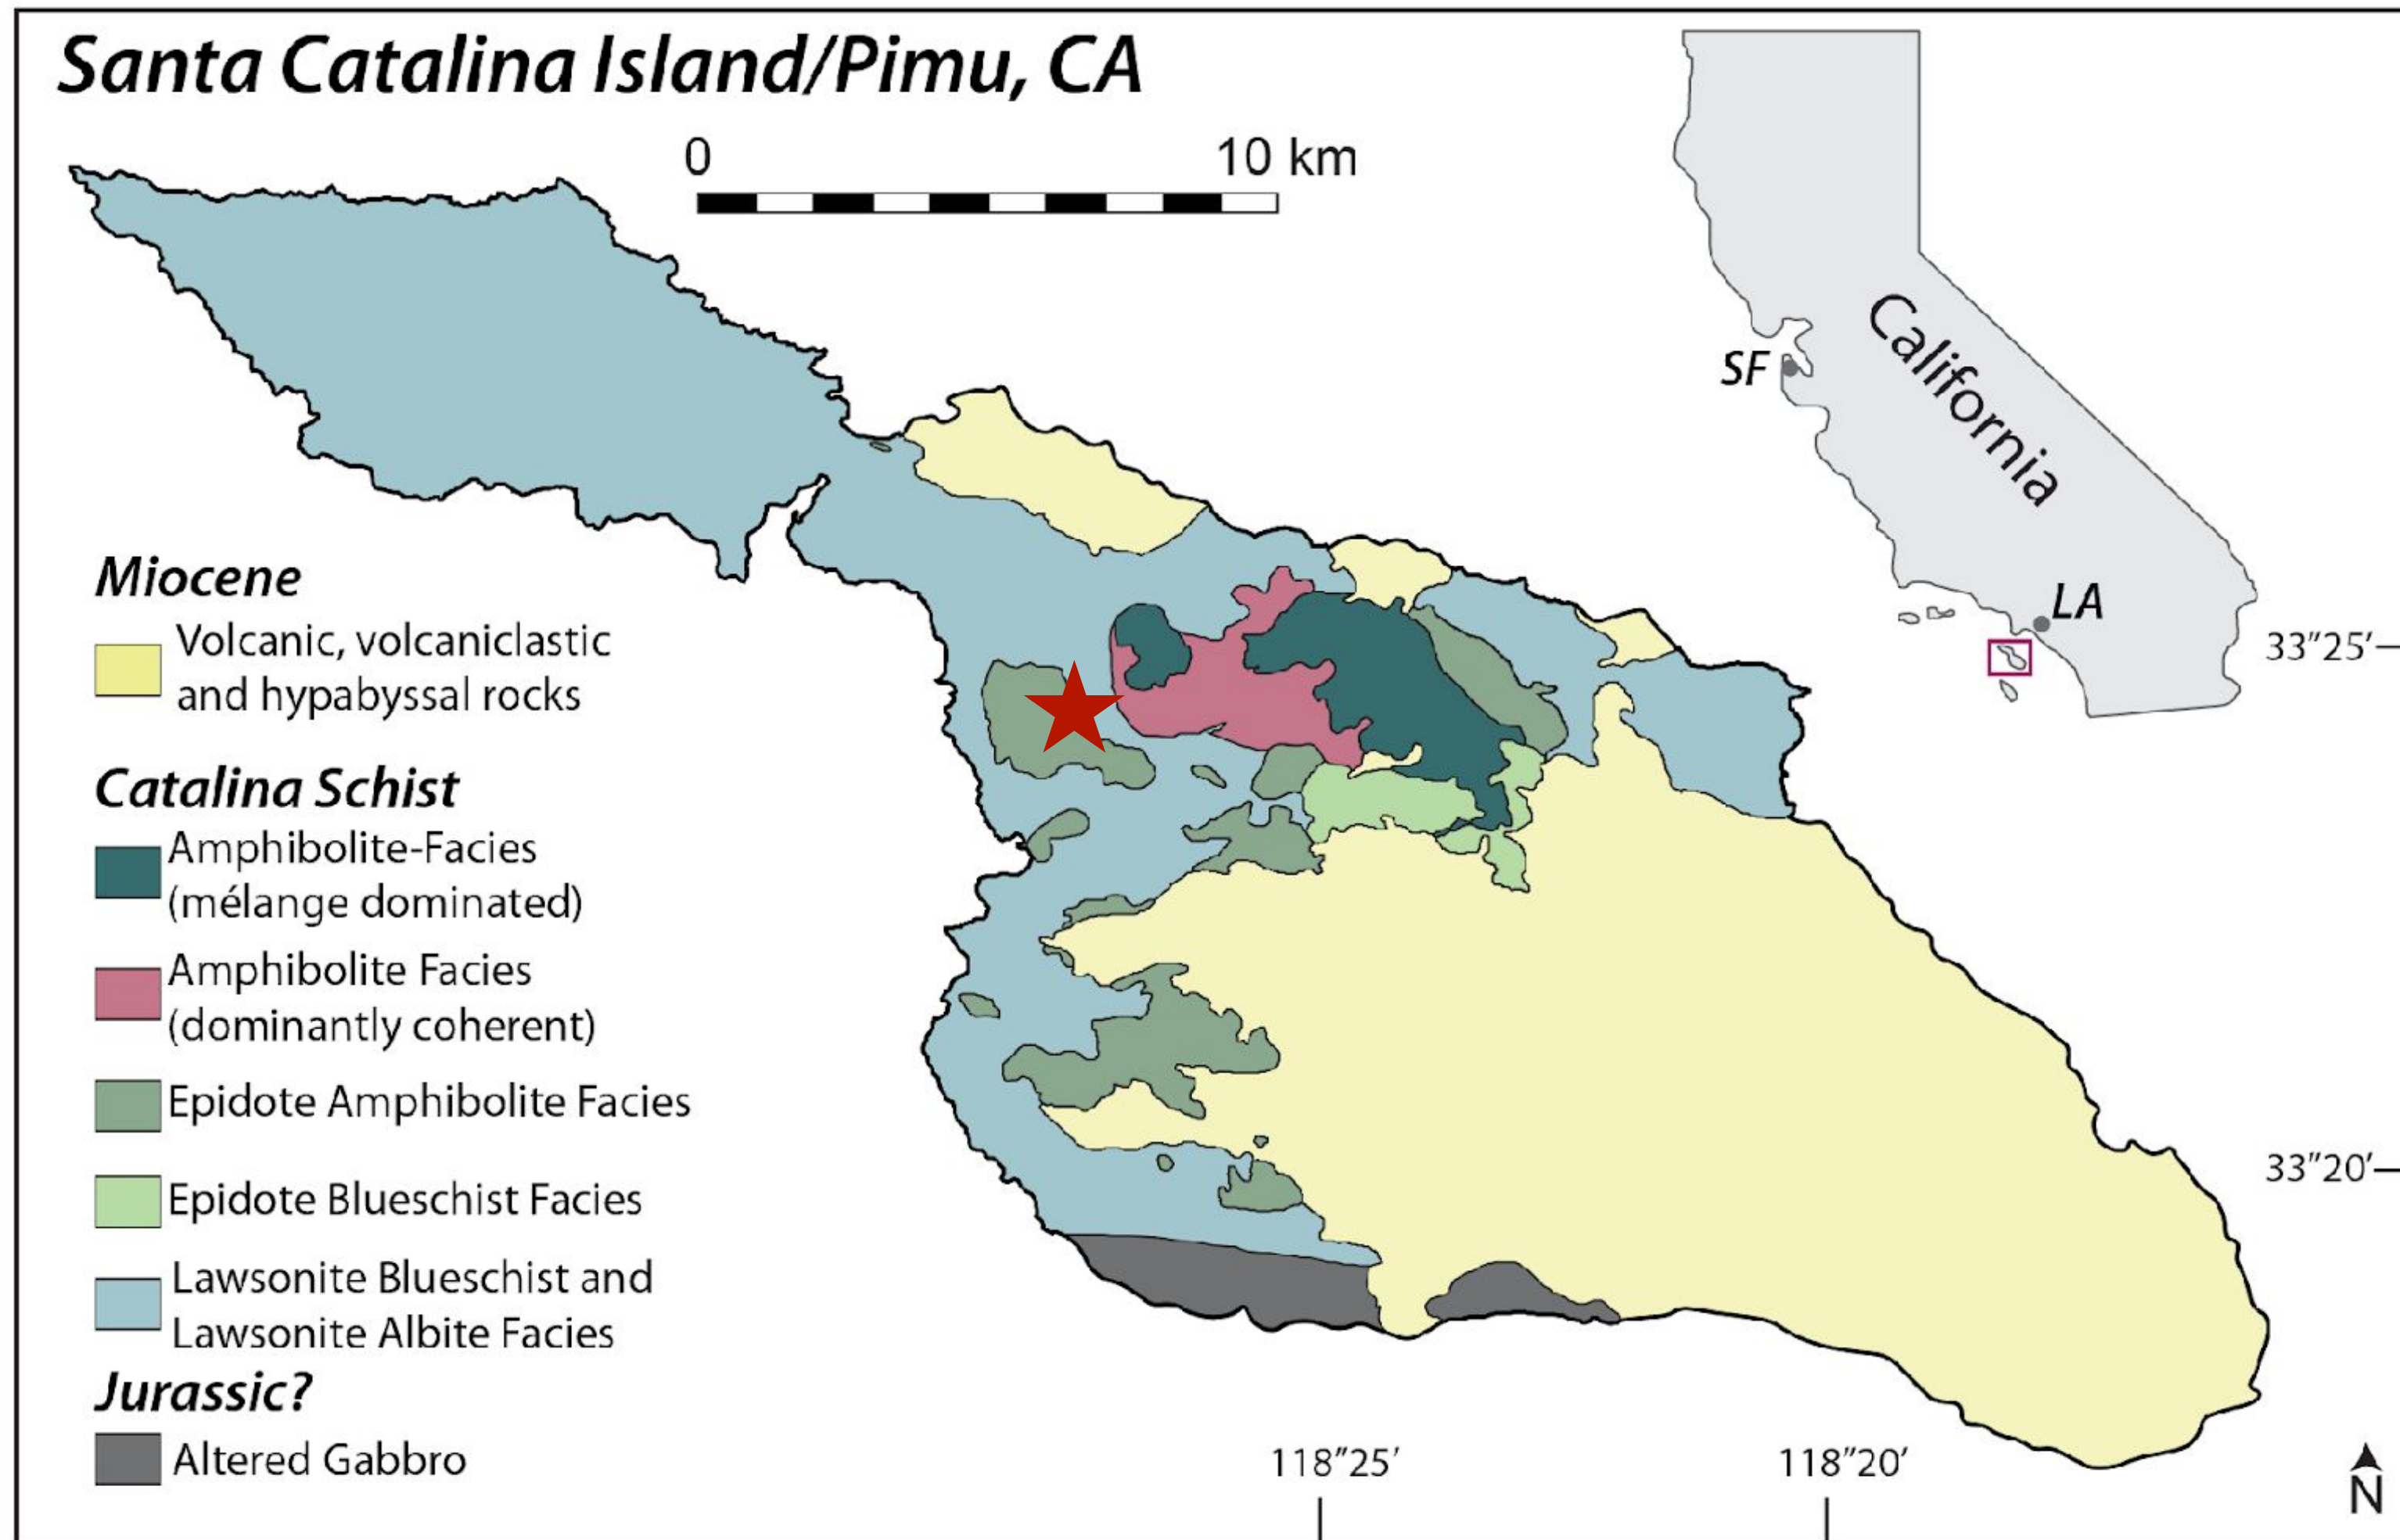 Santa Catalina Island/Pimu, CA
0 10 km
California
SF
LA
33"25'
33"20'
118"25'
118"20'
N
Miocene
Volcanic, volcaniclastic
and hypabyssal rocks
Catalina Schist
Amphibolite-Facies
(mélange dominated)
Amphibolite Facies
(dominantly coherent)
Epidote Amphibolite Facies
Epidote Blueschist Facies
Lawsonite Blueschist and
Lawsonite Albite Facies
Jurassic?
Altered Gabbro